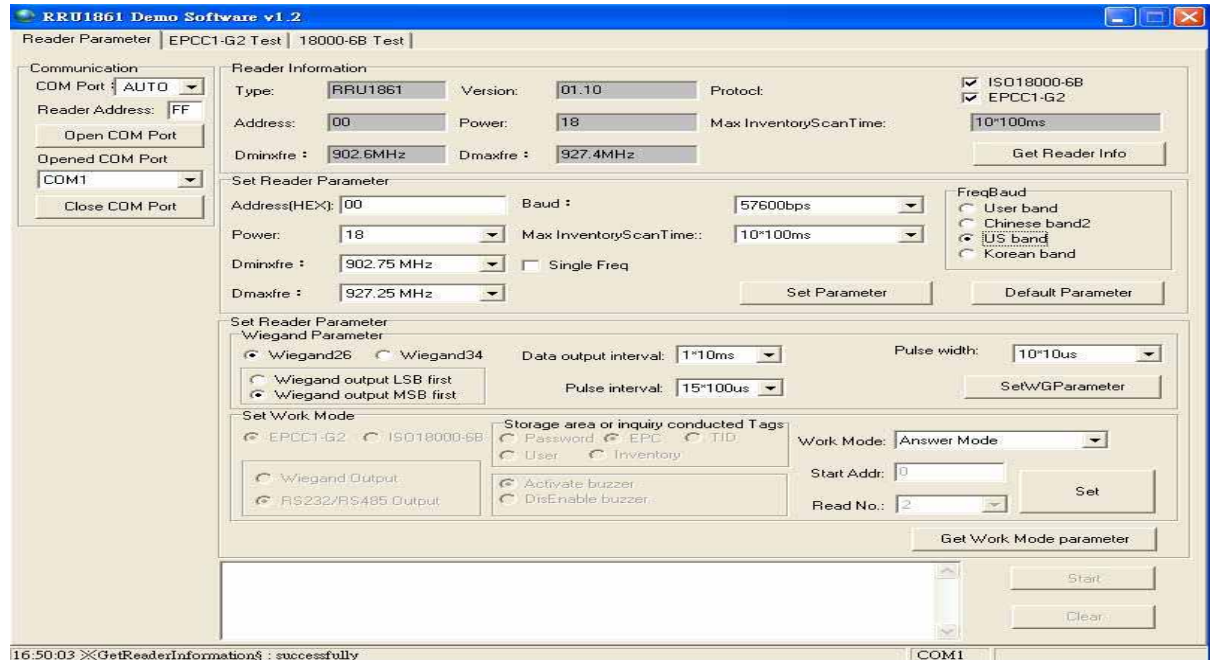 RRU1861 Demo Software v1.2
Reader Parameter EPCC1-G2 Test 18000-6B Test
Communication
COM Port : AUTO
Reader Address: FF
Open COM Port
Opened COM Port
COM1
Close COM Port
Reader Information
Type: RRU1861 Version: 01.10 Protocl: ISO18000-6B
EPCC1-G2
Address: 00 Power: 18 Max InventoryScanTime: 10*100ms
Dminxfre : 902.6MHz Dmaxfre : 927.4MHz Get Reader Info
Set Reader Parameter
Address(HEX): 00 Baud : 57600bps
Power: 18 Max InventoryScanTime:: 10*100ms
Dminxfre : 902.75 MHz Single Freq
Dmaxfre : 927.25 MHz Set Parameter Default Parameter
FreqBaud
User band
Chinese band2
US band
Korean band
Set Reader Parameter
Wiegand Parameter
Wiegand26 Wiegand34 Data output interval: 1*10ms Pulse width: 10*10us
Wiegand output LSB first
Wiegand output MSB first
Pulse interval: 15*100us SetWGParameter
Set Work Mode
EPCC1-G2 ISO18000-6B
Wiegand Output
RS232/RS485 Output
Storage area or inquiry conducted Tags
Password EPC TID
User Inventory
Activate buzzer
DisEnable buzzer
Work Mode: Answer Mode
Start Addr: 0
Read No.: 2
Set
Get Work Mode parameter
Start
Clear
16:50:03 ※GetReaderInformation§ : successfully COM1